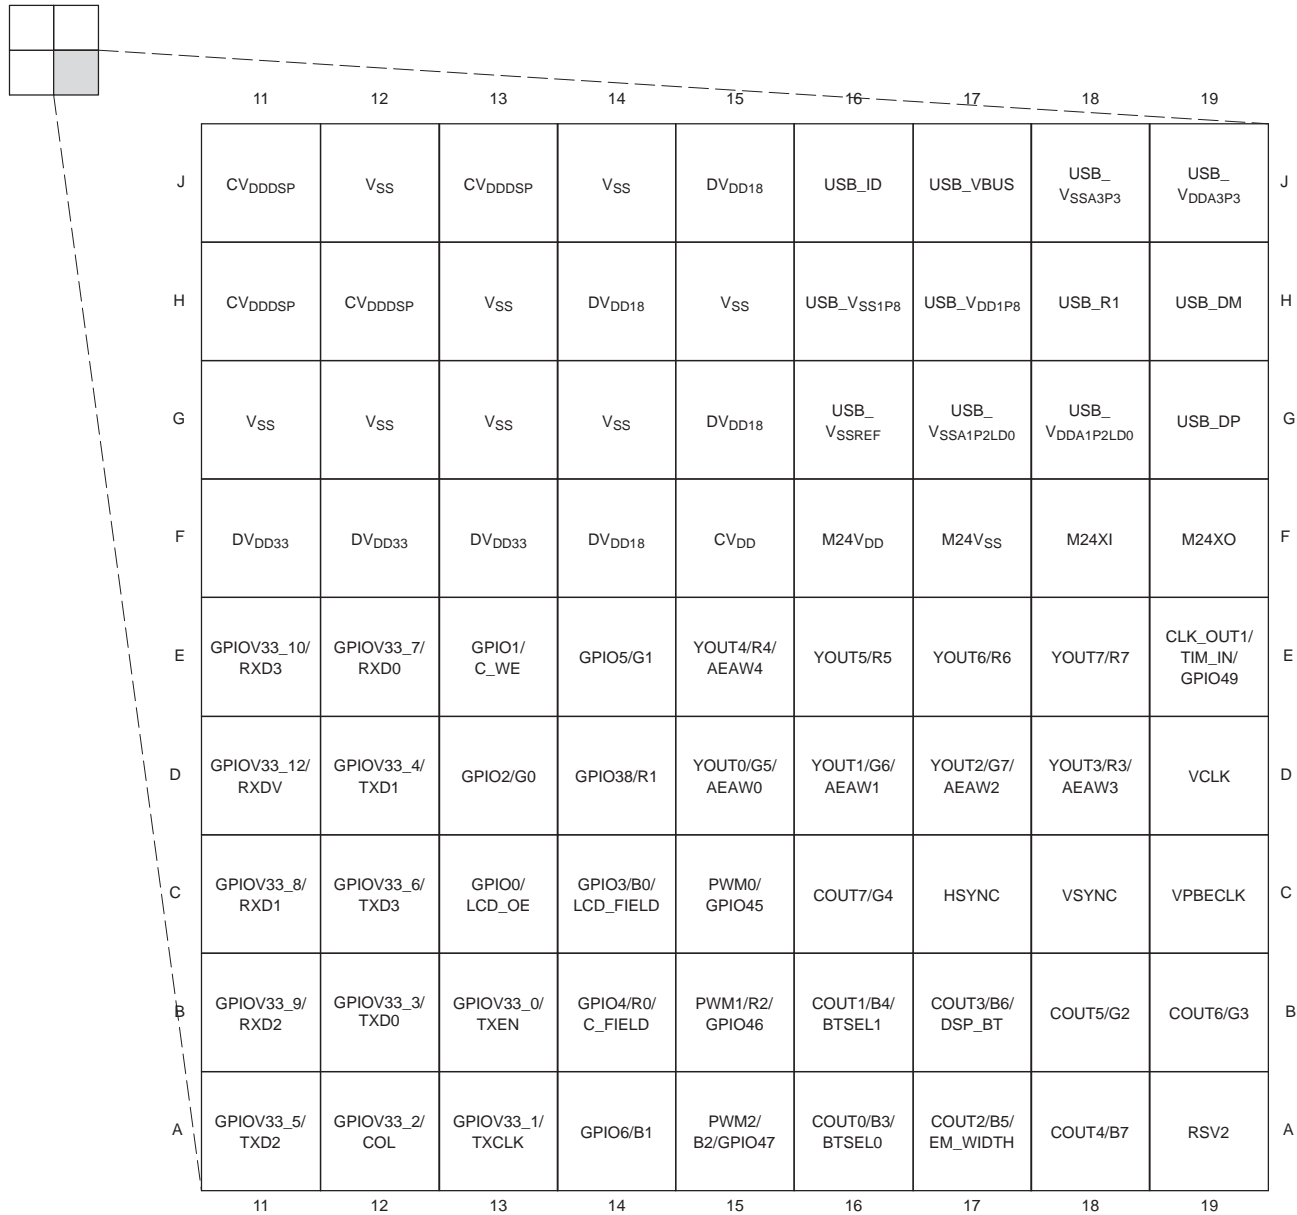 11 12 13 14 15 16 17 18 19
J CVDDDSP VSS CVDDDSP VSS DVDD18 USB_ID USB_VBUS USB_ USB_ J
VSSA3P3 VDDA3P3
H CVDDDSP CVDDDSP VSS DVDD18 VSS USB_VSS1P8 USB_VDD1P8 USB_R1 USB_DM H
G VSS VSS VSS VSS DVDD18 USB_ USB_ USB_ USB_DP G
VSSREF VSSA1P2LD0 VDDA1P2LD0
F DVDD33 DVDD33 DVDD33 DVDD18 CVDD M24VDD M24VSS M24XI M24XO F
E GPIOV33_10/ GPIOV33_7/ GPIO1/ GPIO5/G1 YOUT4/R4/ YOUT5/R5 YOUT6/R6 YOUT7/R7 CLK_OUT1/ E
RXD3 RXD0 C_WE AEAW4 TIM_IN/
GPIO49
D GPIOV33_12/ GPIOV33_4/ GPIO2/G0 GPIO38/R1 YOUT0/G5/ YOUT1/G6/ YOUT2/G7/ YOUT3/R3/ VCLK D
RXDV TXD1 AEAW0 AEAW1 AEAW2 AEAW3
C GPIOV33_8/ GPIOV33_6/ GPIO0/ GPIO3/B0/ PWM0/ COUT7/G4 HSYNC VSYNC VPBECLK C
RXD1 TXD3 LCD_OE LCD_FIELD GPIO45
B GPIOV33_9/ GPIOV33_3/ GPIOV33_0/ GPIO4/R0/ PWM1/R2/ COUT1/B4/ COUT3/B6/ COUT5/G2 COUT6/G3 B
RXD2 TXD0 TXEN C_FIELD GPIO46 BTSEL1 DSP_BT
A GPIOV33_5/ GPIOV33_2/ GPIOV33_1/ GPIO6/B1 PWM2/ COUT0/B3/ COUT2/B5/ COUT4/B7 RSV2 A
TXD2 COL TXCLK B2/GPIO47 BTSEL0 EM_WIDTH
11 12 13 14 15 16 17 18 19